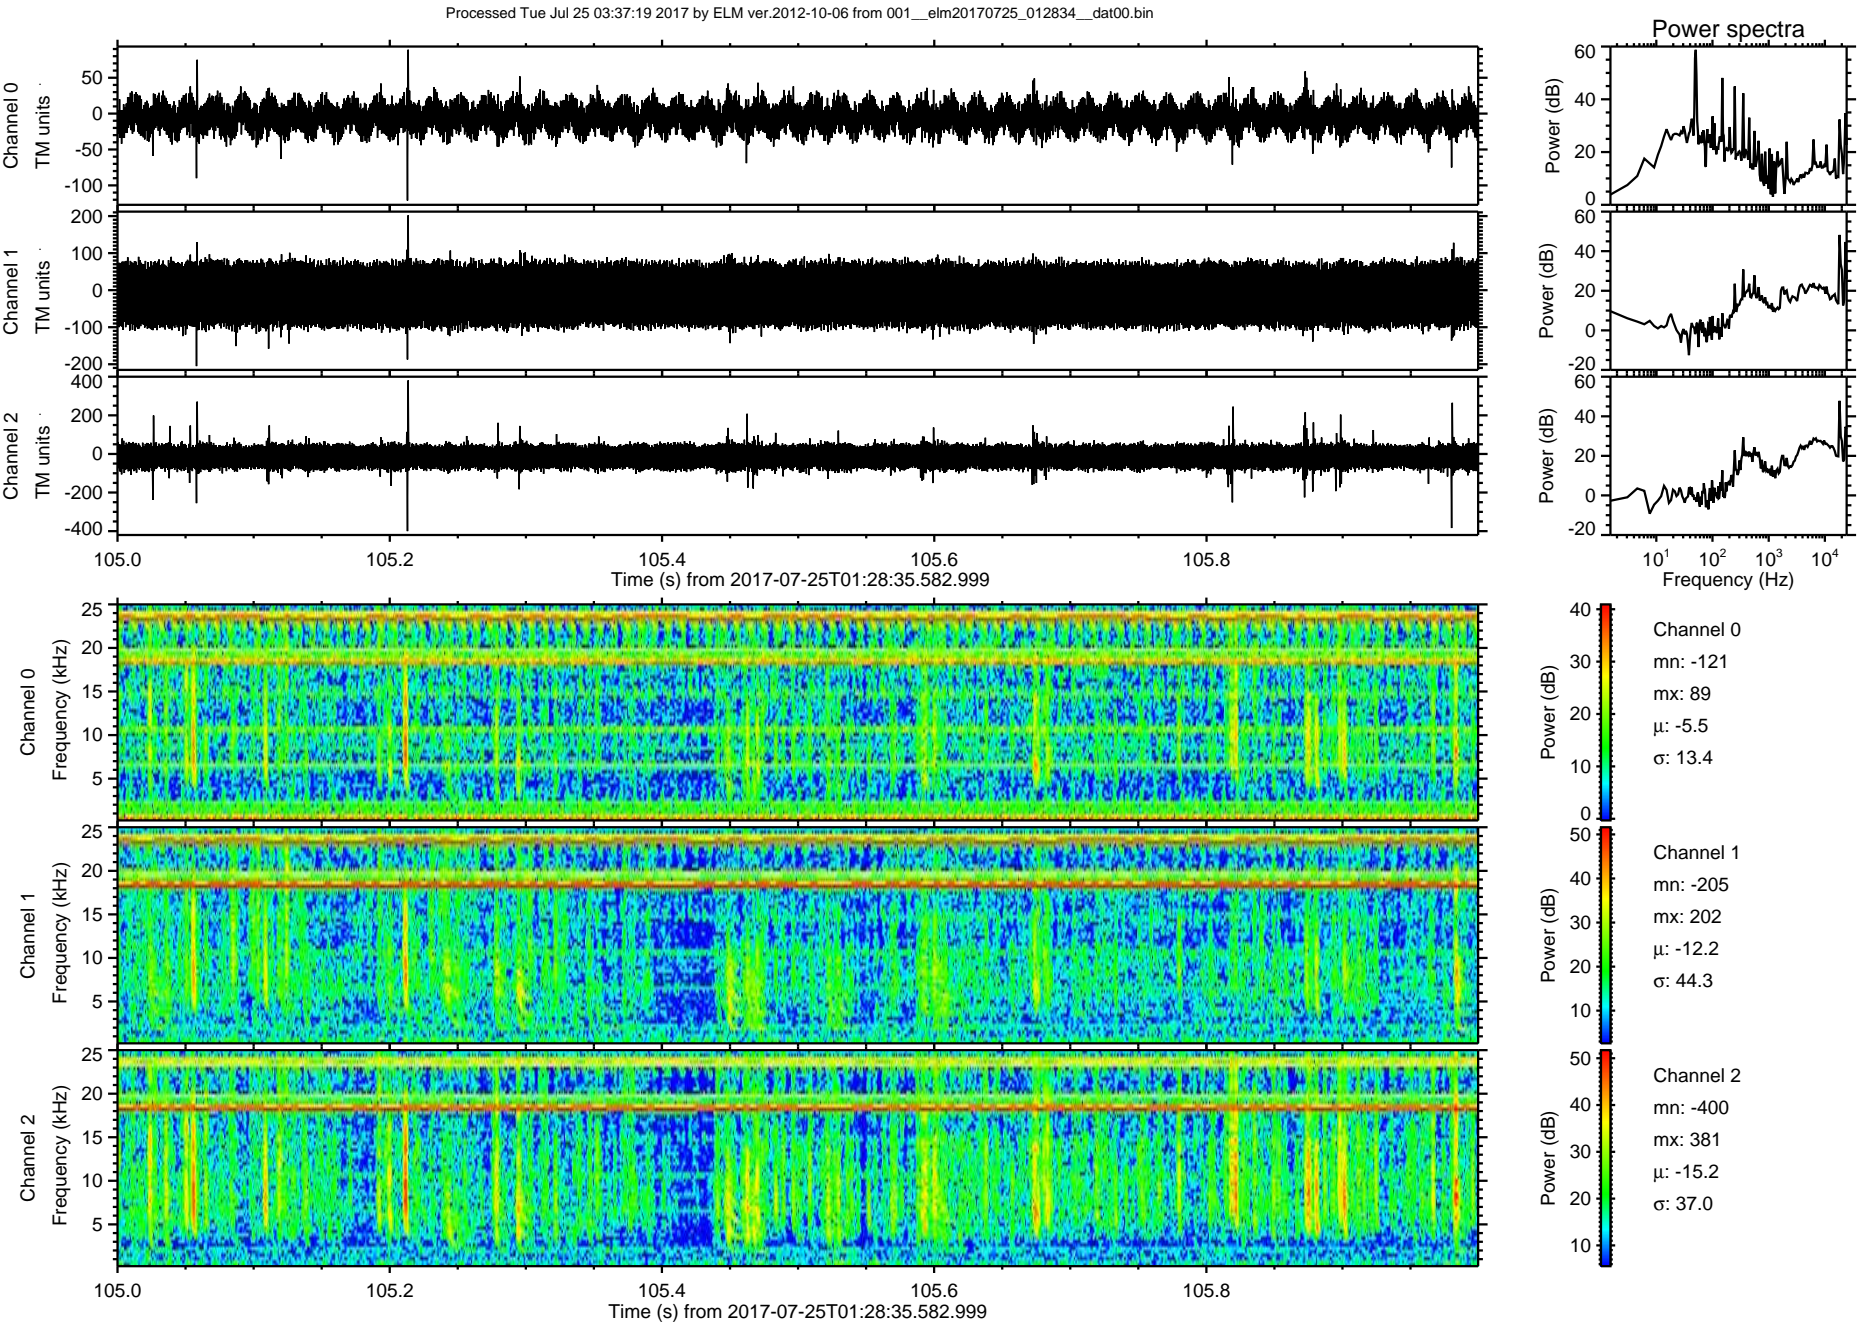 Processed Tue Jul 25 03:37:19 2017 by ELM ver.2012-10-06 from 001__elm20170725_012834__dat00.bin
Power spectra
Channel 0
TM units
50
0
-50
-100
Power (dB)
60
40
20
0
Channel 1
TM units
200
100
0
-100
-200
Power (dB)
60
40
20
0
-20
Channel 2
TM units
400
200
0
-200
-400
Power (dB)
60
40
20
0
-20
105.0 105.2 105.4 105.6 105.8
Time (s) from 2017-07-25T01:28:35.582.999
10^1 10^2 10^3 10^4
Frequency (Hz)
Channel 0
Frequency (kHz)
25
20
15
10
5
Power (dB)
40
30
20
10
0
Channel 0
mn: -121
mx: 89
μ: -5.5
σ: 13.4
Channel 1
Frequency (kHz)
25
20
15
10
5
Power (dB)
50
40
30
20
10
Channel 1
mn: -205
mx: 202
μ: -12.2
σ: 44.3
Channel 2
Frequency (kHz)
25
20
15
10
5
Power (dB)
50
40
30
20
10
Channel 2
mn: -400
mx: 381
μ: -15.2
σ: 37.0
105.0 105.2 105.4 105.6 105.8
Time (s) from 2017-07-25T01:28:35.582.999